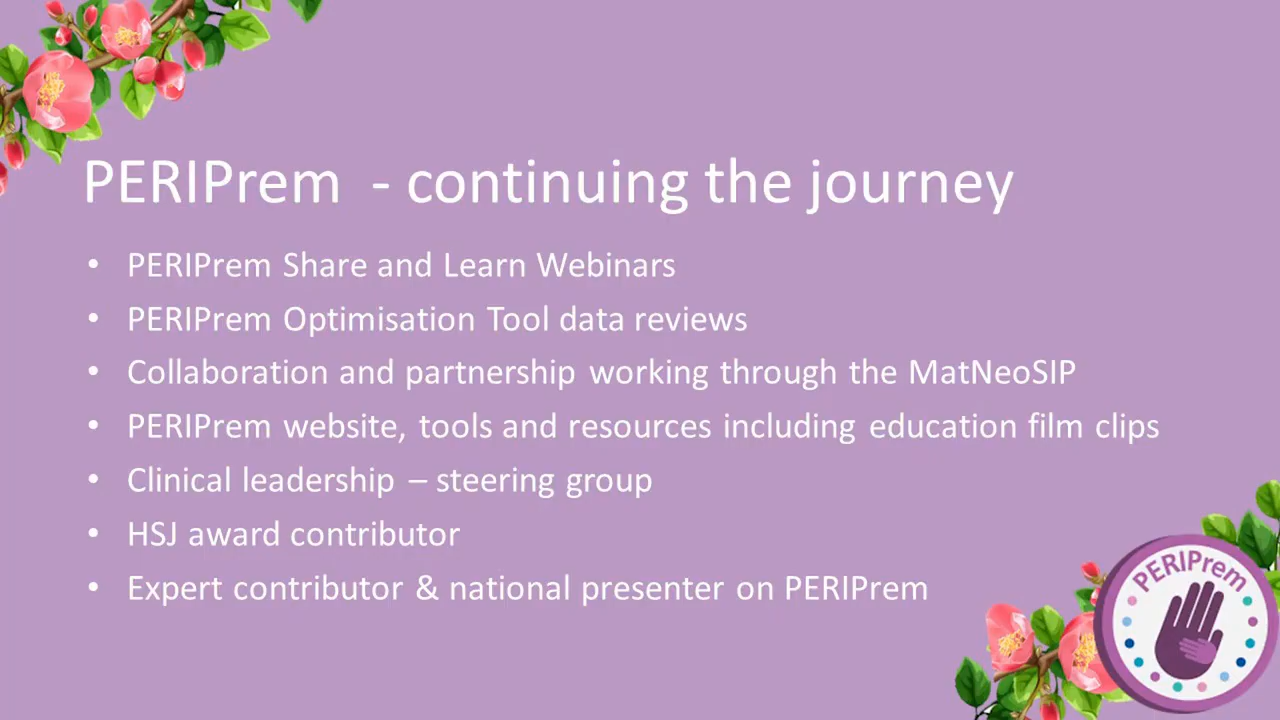 PERIPrem - continuing the journey
• PERIPrem Share and Learn Webinars
• PERIPrem Optimisation Tool data reviews
• Collaboration and partnership working through the MatNeoSIP
• PERIPrem website, tools and resources including education film clips
• Clinical leadership – steering group
• HSJ award contributor
• Expert contributor & national presenter on PERIPrem
PERIPrem